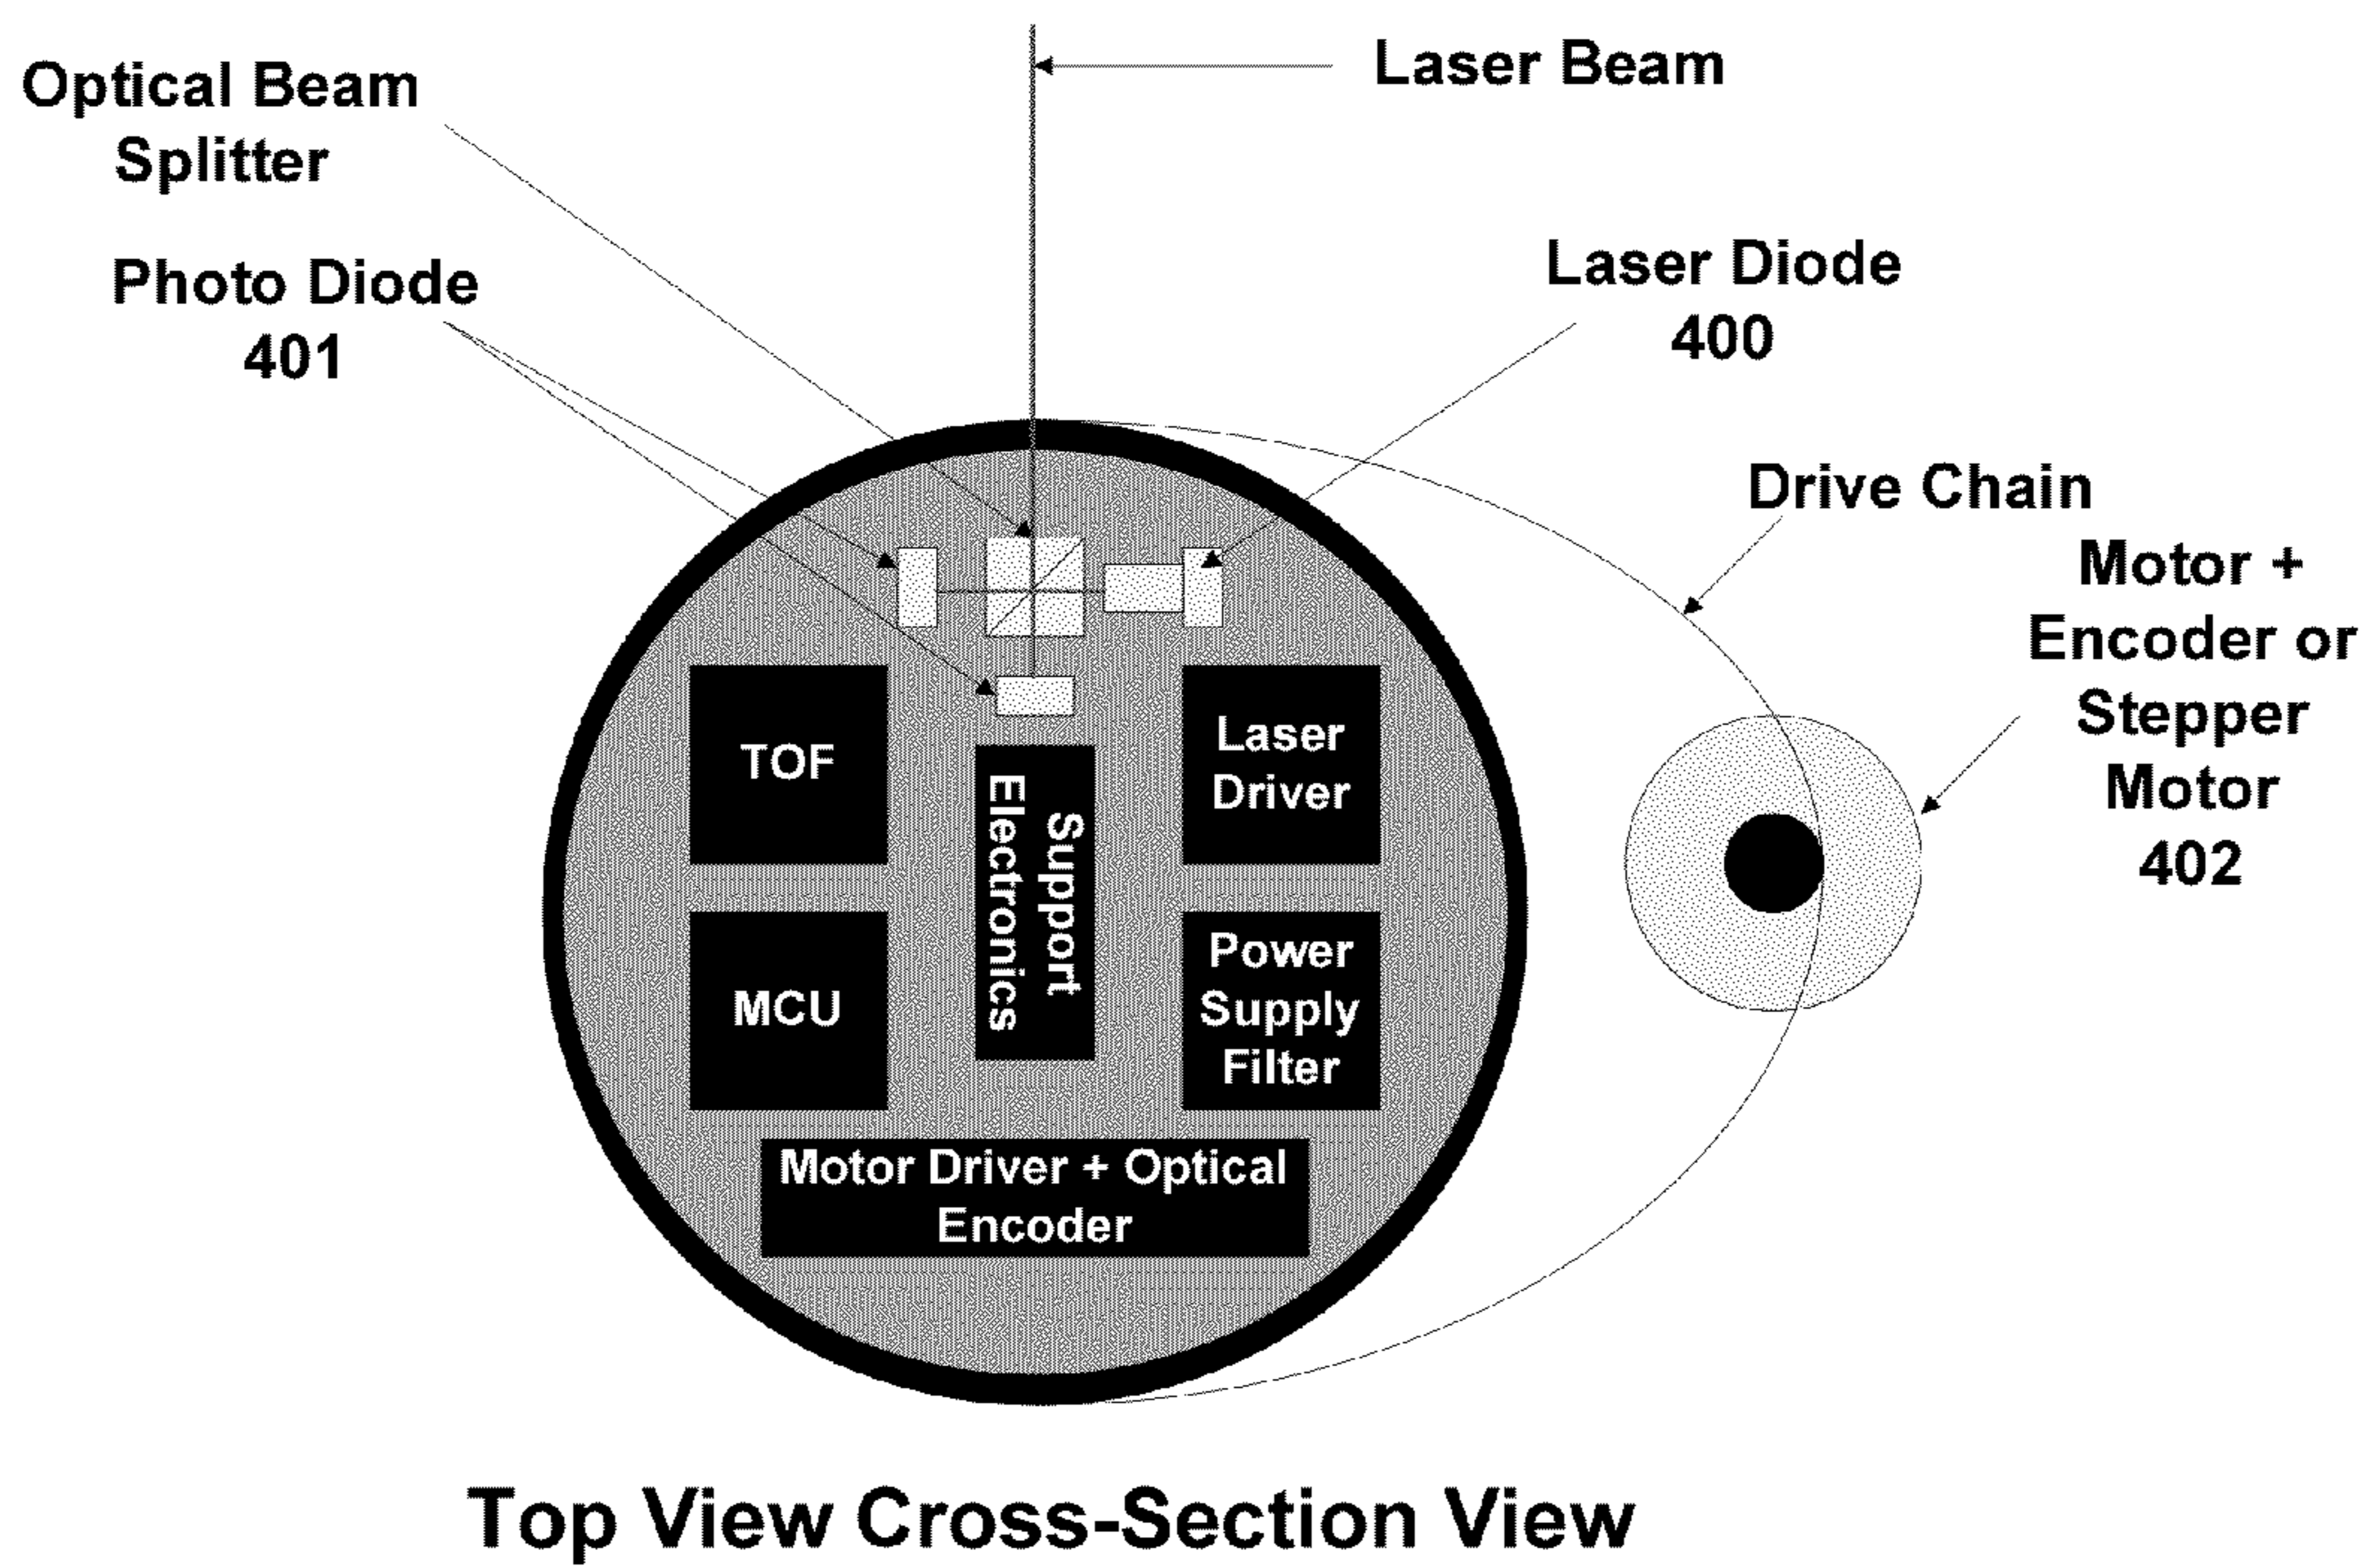 Optical Beam
Splitter
Laser Beam
Photo Diode
401
Laser Diode
400
Drive Chain
Motor +
Encoder or
Stepper
Motor
402
TOF
Support
Electronics
Laser
Driver
MCU
Power
Supply
Filter
Motor Driver + Optical
Encoder
Top View Cross-Section View